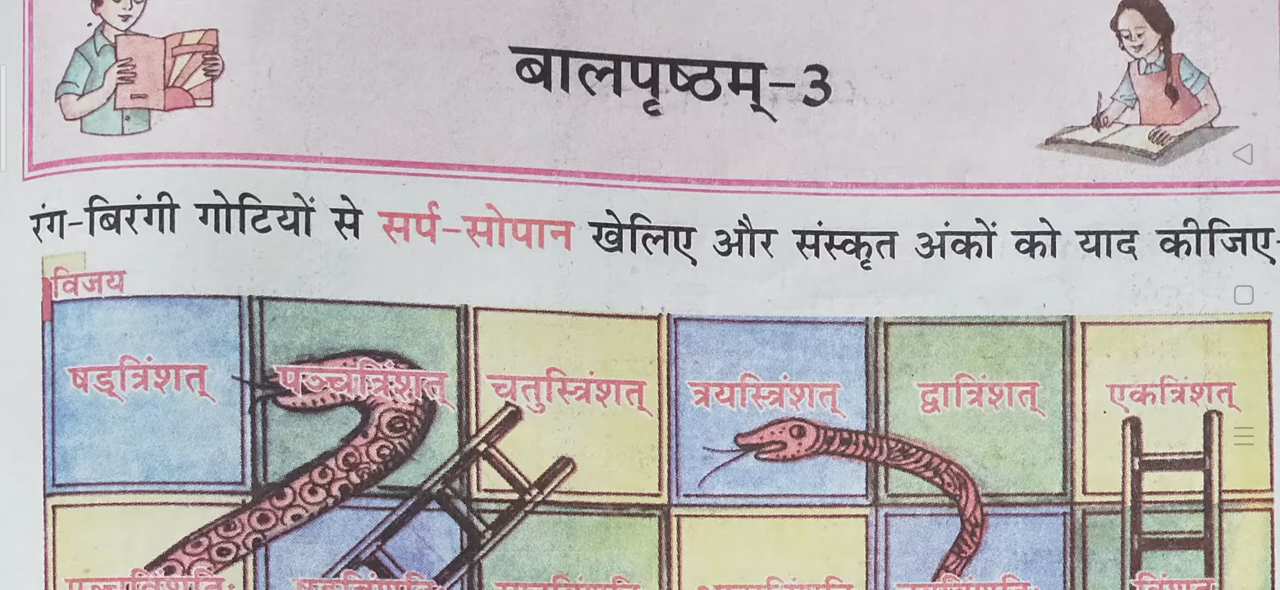 बालपृष्ठम्-3
रंग-बिरंगी गोटियों से सर्प-सोपान खेलिए और संस्कृत अंकों को याद कीजिए-
विजय
षड्त्रिंशत् पञ्चत्रिंशत् चतुस्त्रिंशत् त्रयस्त्रिंशत् द्वात्रिंशत् एकत्रिंशत्